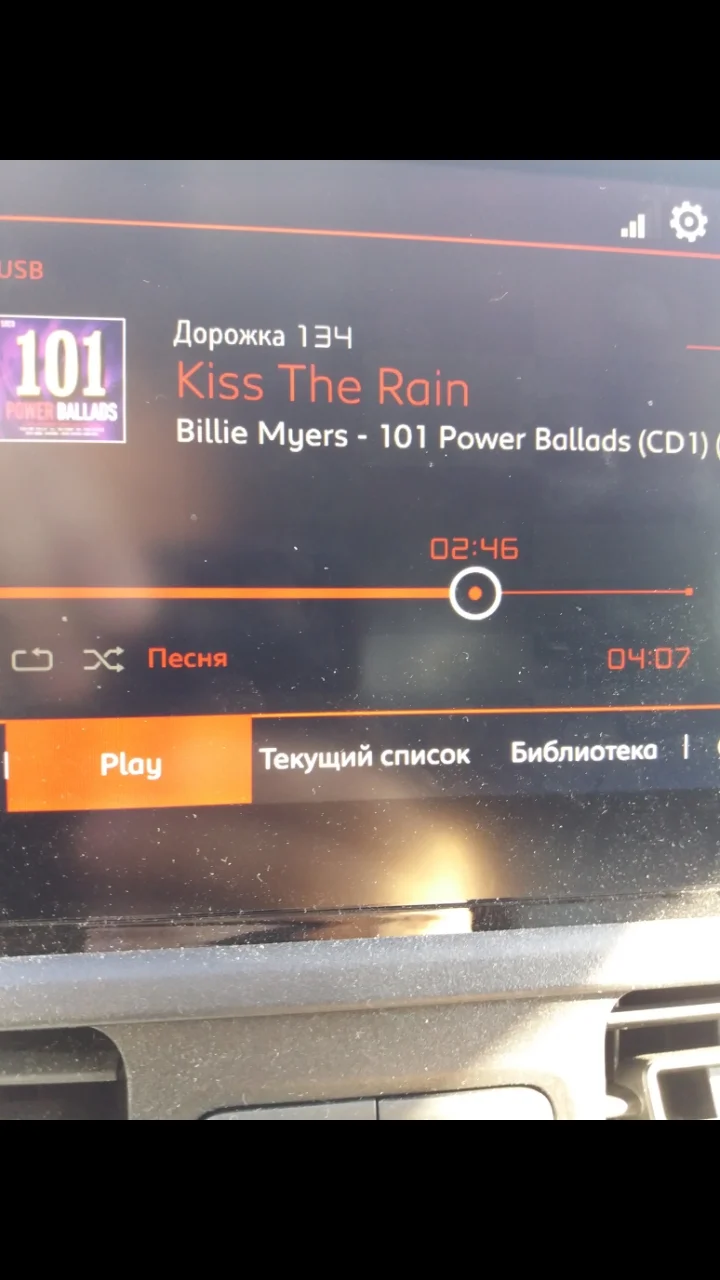 USB
101
POWER BALLADS
Дорожка 134
Kiss The Rain
Billie Myers - 101 Power Ballads (CD1) (
02:46
Песня
04:07
Play
Текущий список
Библиотека